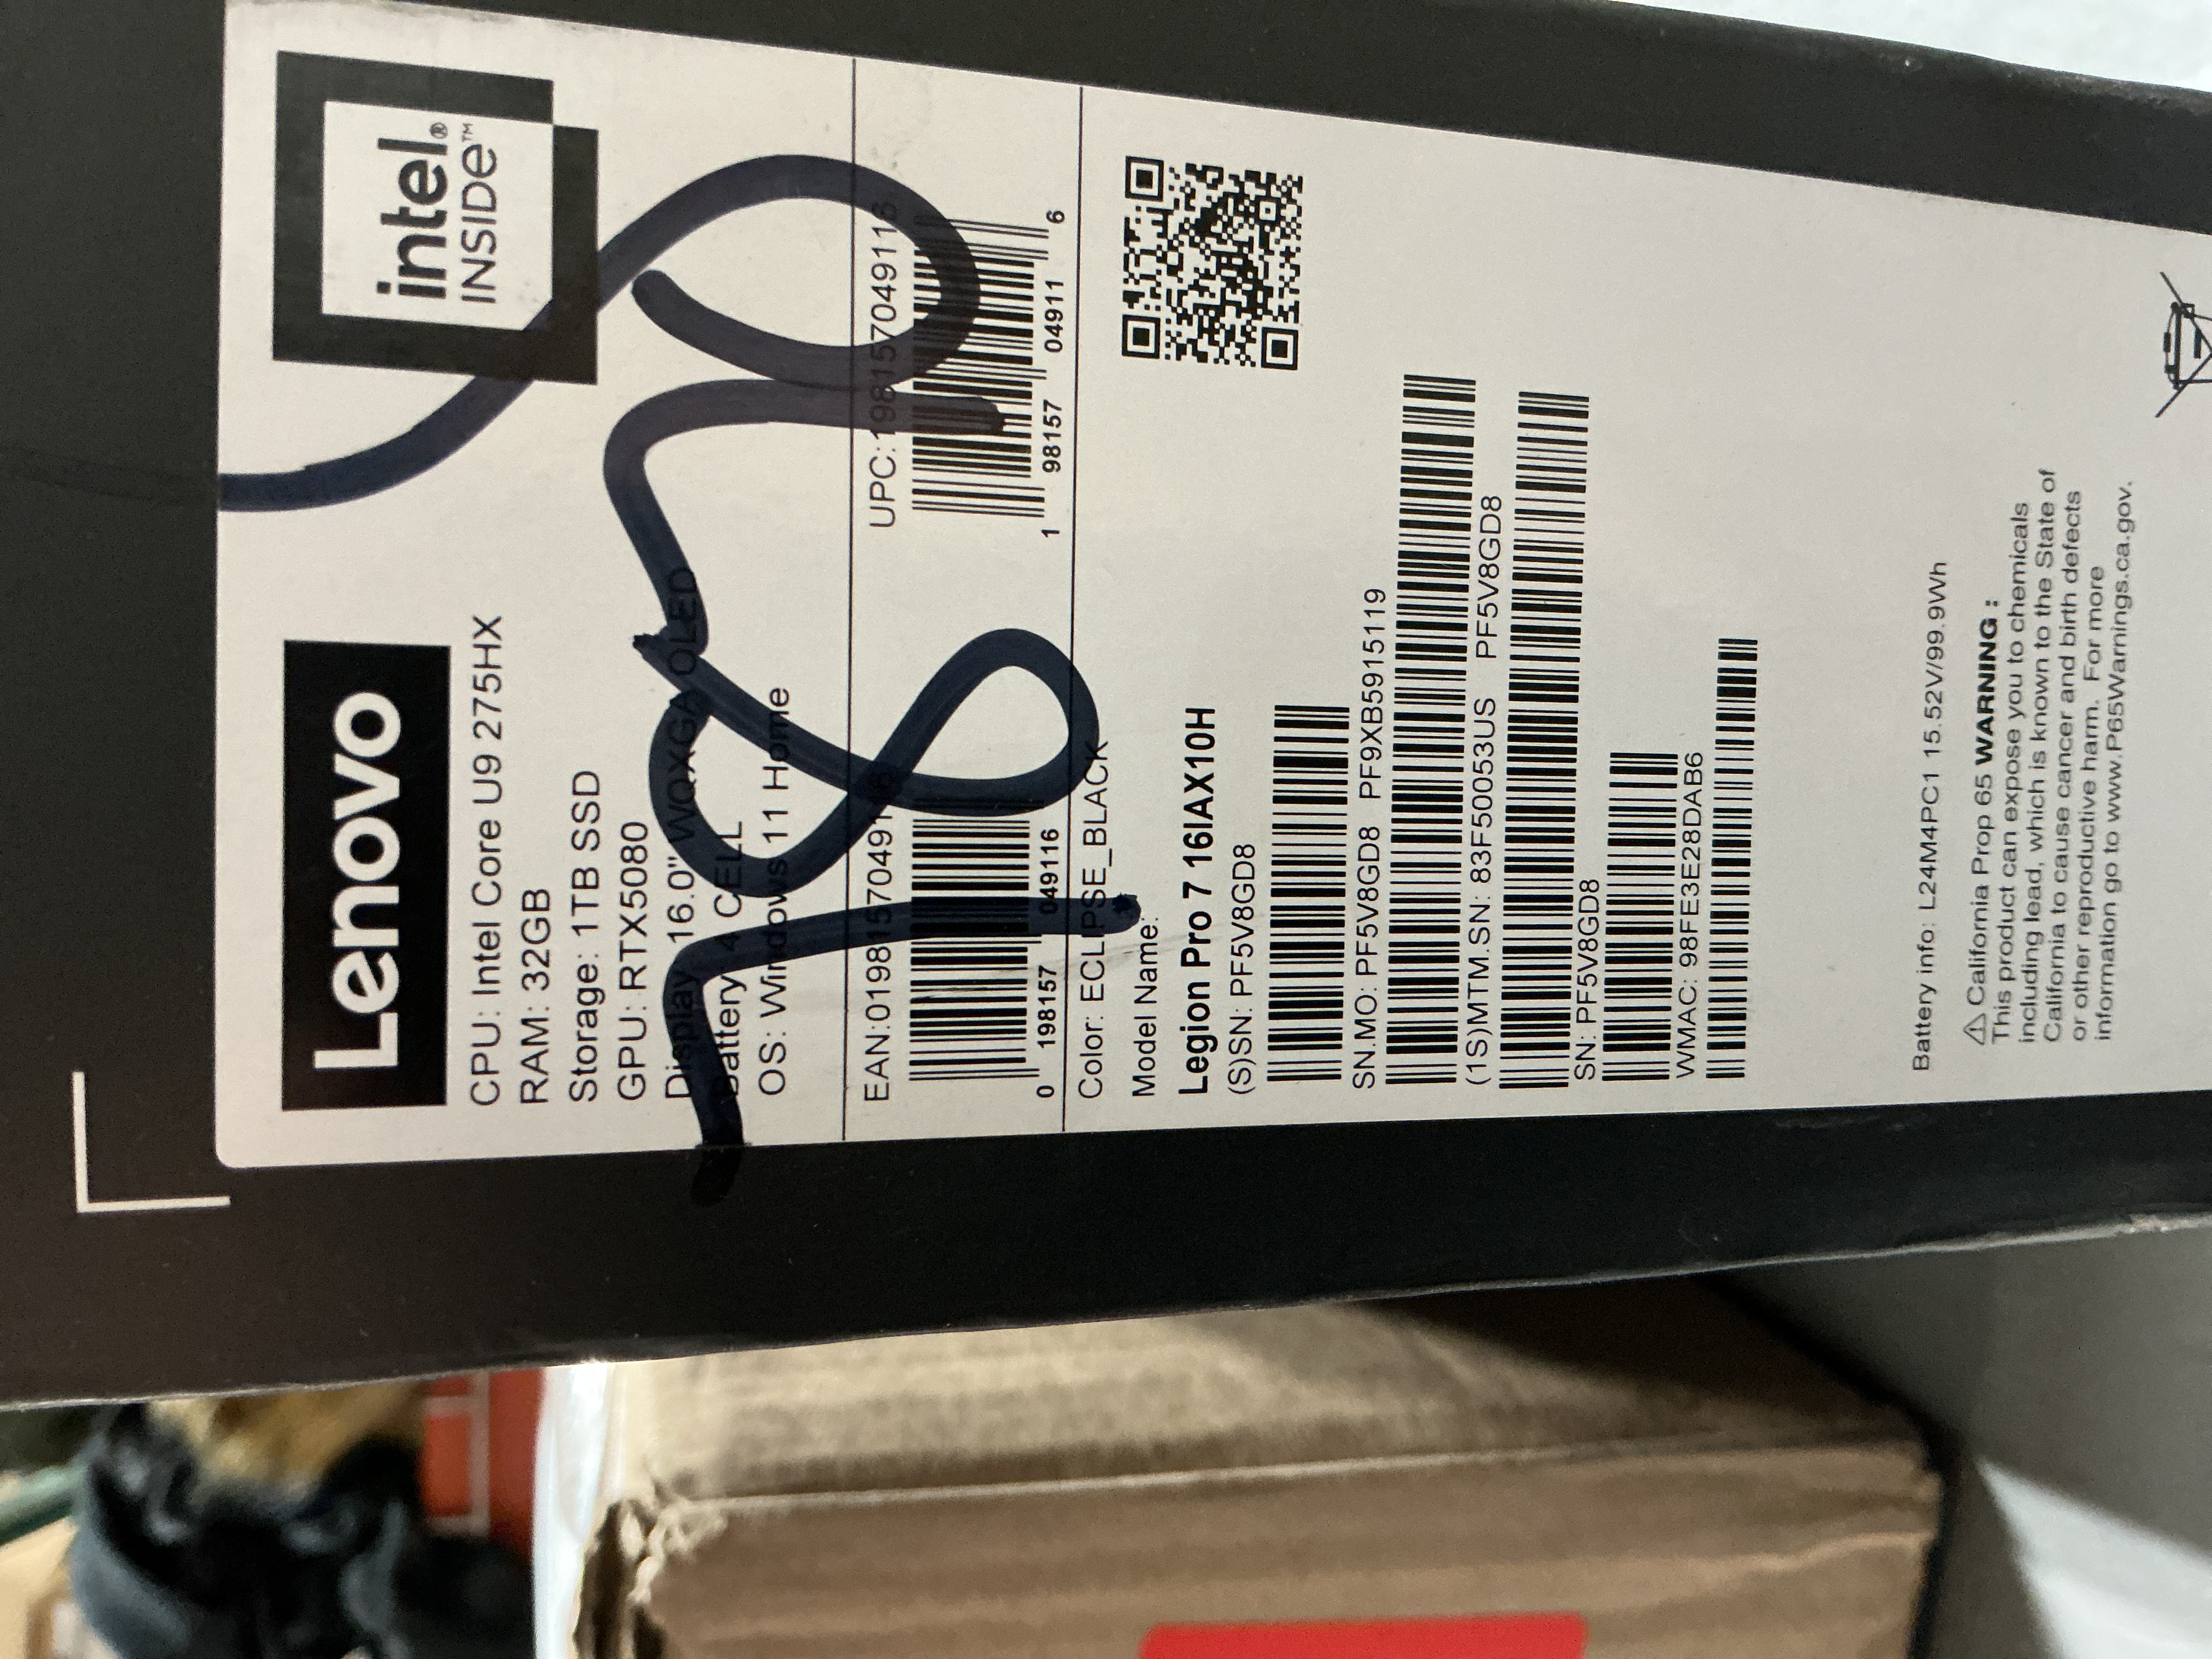 Lenovo
intel®
INSIDE™
CPU: Intel Core U9 275HX
RAM: 32GB
Storage: 1TB SSD
GPU: RTX5080
Display 16.0" WQXGA OLED
Battery 4 CELL
OS: Windows 11 Home
EAN:0198157049116
0 198157 049116
UPC:198157049116
1 98157 04911 6
Color: ECLIPSE_BLACK
Model Name:
Legion Pro 7 16IAX10H
(S)SN: PF5V8GD8
SN.MO: PF5V8GD8 PF9XB5915119
(1S)MTM.SN: 83F50053US PF5V8GD8
SN: PF5V8GD8
WMAC: 98FE3E28DAB6
Battery info: L24M4PC1 15.52V/99.9Wh
⚠ California Prop 65 WARNING :
This product can expose you to chemicals
including lead, which is known to the State of
California to cause cancer and birth defects
or other reproductive harm. For more
information go to www.P65Warnings.ca.gov.